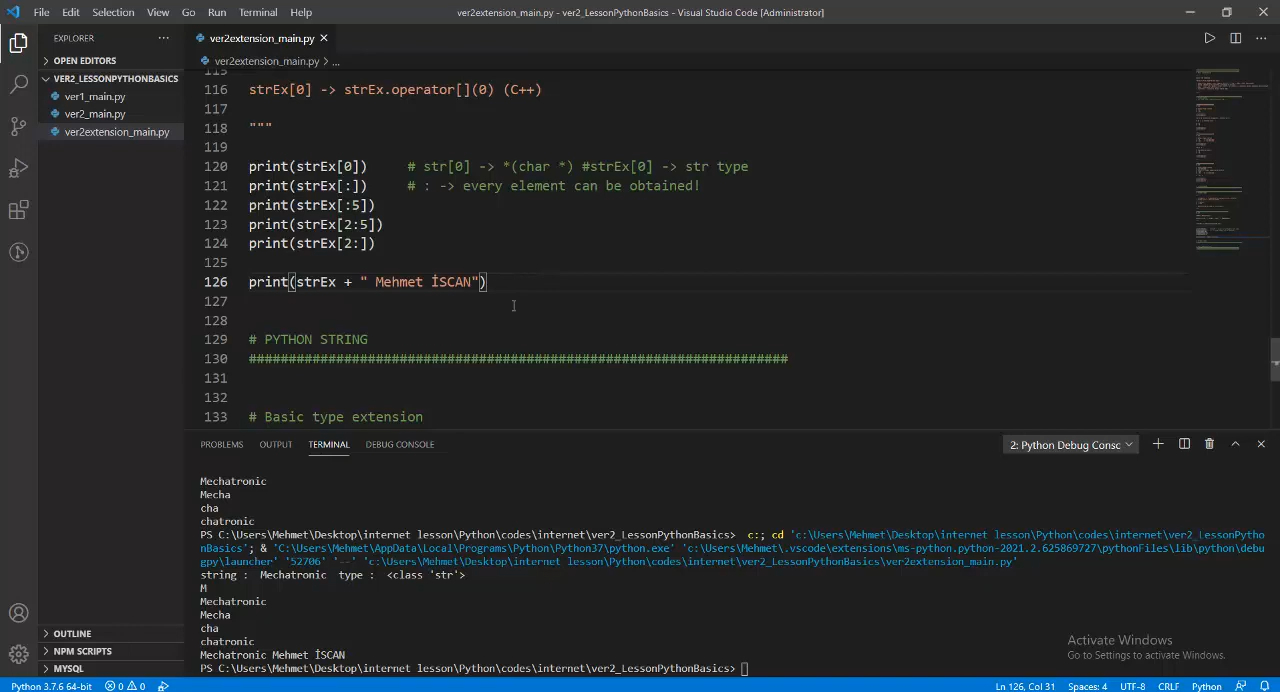 File Edit Selection View Go Run Terminal Help
ver2extension_main.py - ver2_LessonPythonBasics - Visual Studio Code [Administrator]
EXPLORER
OPEN EDITORS
VER2_LESSONPYTHONBASICS
ver1_main.py
ver2_main.py
ver2extension_main.py
OUTLINE
NPM SCRIPTS
MYSQL
ver2extension_main.py
ver2extension_main.py > ...
115
116 strEx[0] -> strEx.operator[](0) (C++)
117
118 """
119
120 print(strEx[0]) # str[0] -> *(char *) #strEx[0] -> str type
121 print(strEx[:]) # : -> every element can be obtained!
122 print(strEx[:5])
123 print(strEx[2:5])
124 print(strEx[2:])
125
126 print(strEx + " Mehmet İSCAN")
127
128
129 # PYTHON STRING
130 ####################################################################
131
132
133 # Basic type extension
PROBLEMS OUTPUT TERMINAL DEBUG CONSOLE
2: Python Debug Consc
Mechatronic
Mecha
cha
chatronic
PS C:\Users\Mehmet\Desktop\internet lesson\Python\codes\internet\ver2_LessonPythonBasics> c:; cd 'c:\Users\Mehmet\Desktop\internet lesson\Python\codes\internet\ver2_LessonPytho
nBasics'; & 'C:\Users\Mehmet\AppData\Local\Programs\Python\Python37\python.exe' 'c:\Users\Mehmet\.vscode\extensions\ms-python.python-2021.2.625869727\pythonFiles\lib\python\debu
gpy\launcher' '52706' '--' 'c:\Users\Mehmet\Desktop\internet lesson\Python\codes\internet\ver2_LessonPythonBasics\ver2extension_main.py'
string : Mechatronic type : <class 'str'>
M
Mechatronic
Mecha
cha
chatronic
Mechatronic Mehmet İSCAN
PS C:\Users\Mehmet\Desktop\internet lesson\Python\codes\internet\ver2_LessonPythonBasics>
Activate Windows
Go to Settings to activate Windows.
Python 3.7.6 64-bit 0 0
Ln 126, Col 31 Spaces: 4 UTF-8 CRLF Python